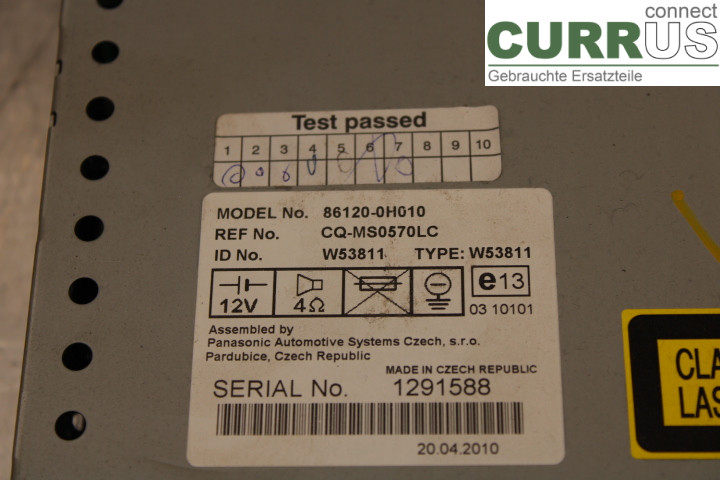 connect
CURRUS
Gebrauchte Ersatzteile
Test passed
1 2 3 4 5 6 7 8 9 10
MODEL No. 86120-0H010
REF No. CQ-MS0570LC
ID No. W53811 TYPE: W53811
12V 4Ω e13
03 10101
Assembled by
Panasonic Automotive Systems Czech, s.r.o.
Pardubice, Czech Republic
MADE IN CZECH REPUBLIC
SERIAL No. 1291588
20.04.2010
CLA
LAS